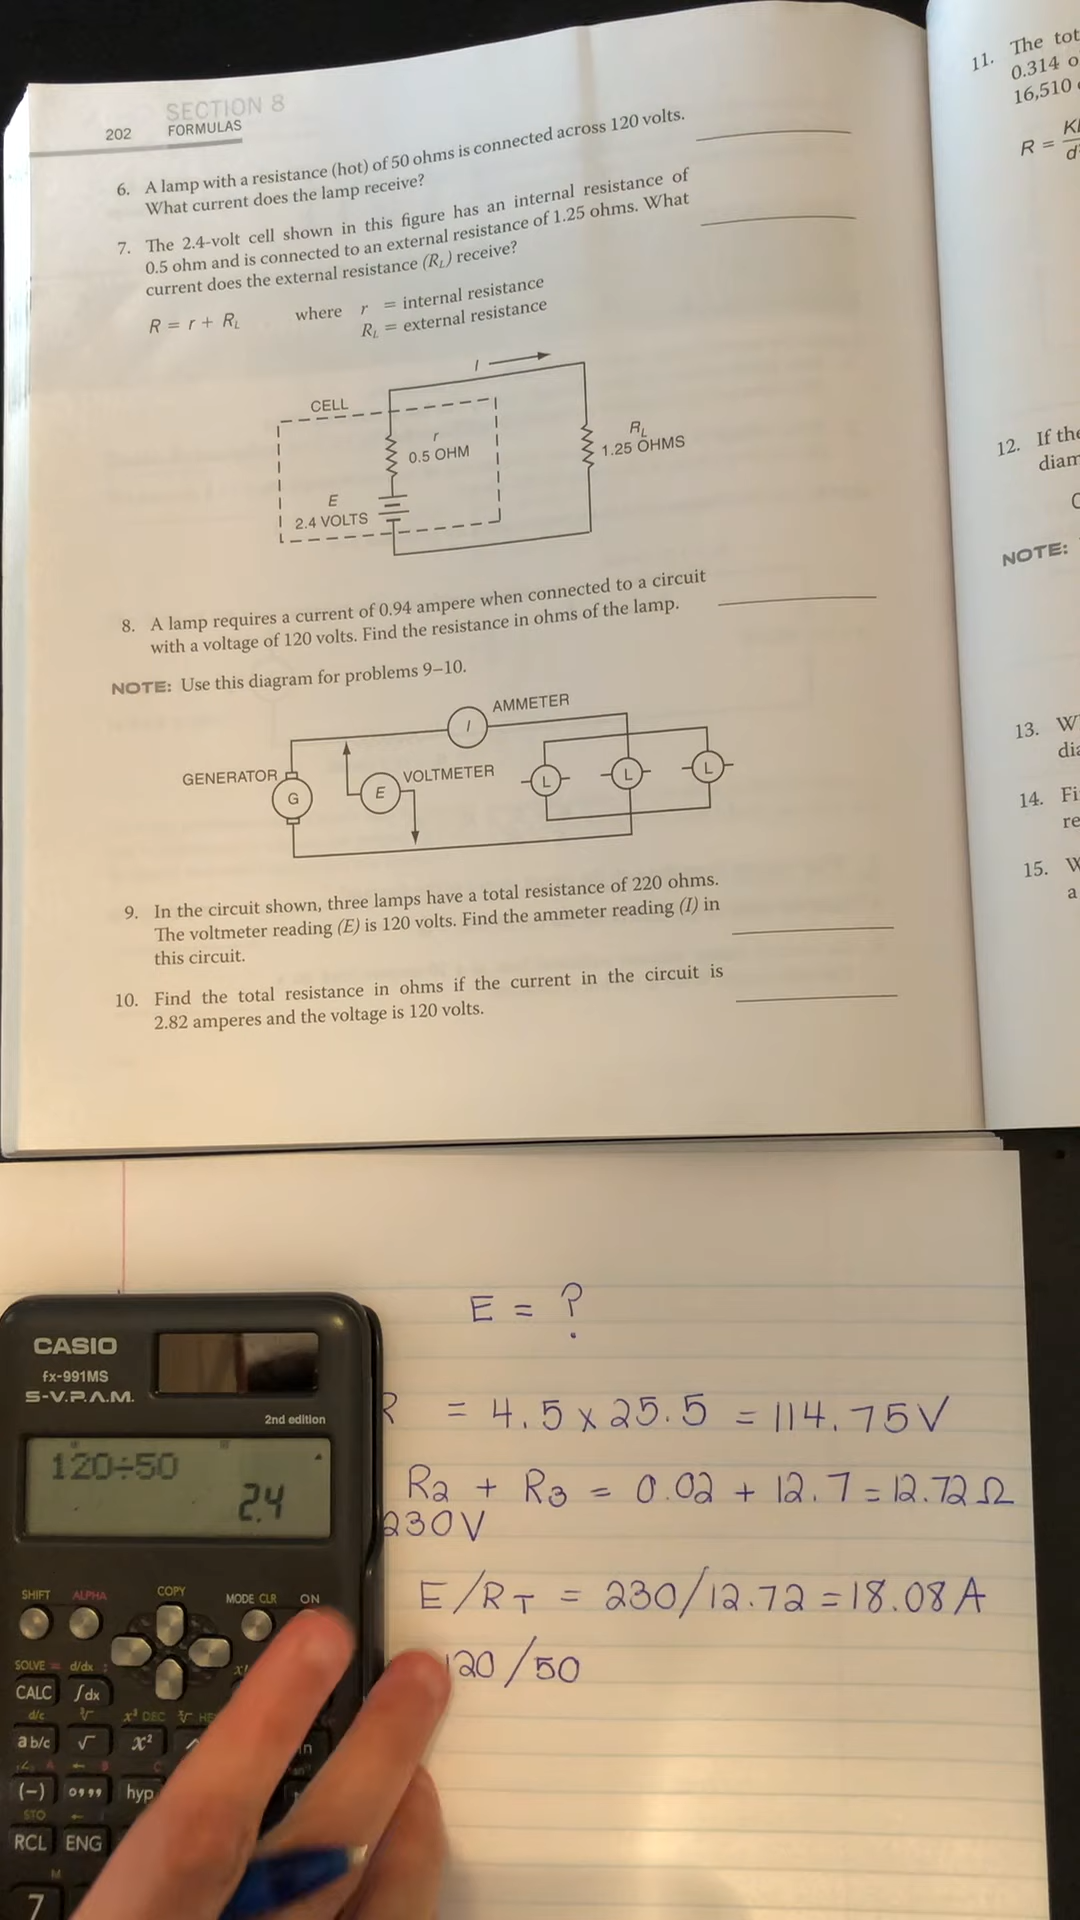 SECTION 8
202 FORMULAS
6. A lamp with a resistance (hot) of 50 ohms is connected across 120 volts.
What current does the lamp receive?
7. The 2.4-volt cell shown in this figure has an internal resistance of
0.5 ohm and is connected to an external resistance of 1.25 ohms. What
current does the external resistance (R_L) receive?
R = r + R_L where r = internal resistance
R_L = external resistance
I
CELL
r
0.5 OHM
R_L
1.25 OHMS
E
2.4 VOLTS
8. A lamp requires a current of 0.94 ampere when connected to a circuit
with a voltage of 120 volts. Find the resistance in ohms of the lamp.
NOTE: Use this diagram for problems 9–10.
AMMETER
I
GENERATOR
G
VOLTMETER
E
L
L
L
9. In the circuit shown, three lamps have a total resistance of 220 ohms.
The voltmeter reading (E) is 120 volts. Find the ammeter reading (I) in
this circuit.
10. Find the total resistance in ohms if the current in the circuit is
2.82 amperes and the voltage is 120 volts.
11. The tot
0.314 o
16,510
R =
12. If the
diam
NOTE:
13. W
dia
14. Fi
re
15. W
a
E = ?
R = 4.5 x 25.5 = 114.75V
R2 + R3 = 0.02 + 12.7 = 12.72 Ω
230V
E/RT = 230/12.72 = 18.08 A
120/50
CASIO
fx-991MS
S-V.P.A.M.
2nd edition
120÷50
2.4
SHIFT ALPHA COPY MODE CLR ON
SOLVE = d/dx :
CALC ∫dx
d/c
x³ DEC
a b/c √ x²
(−) °,,, hyp
STO
RCL ENG
M
7